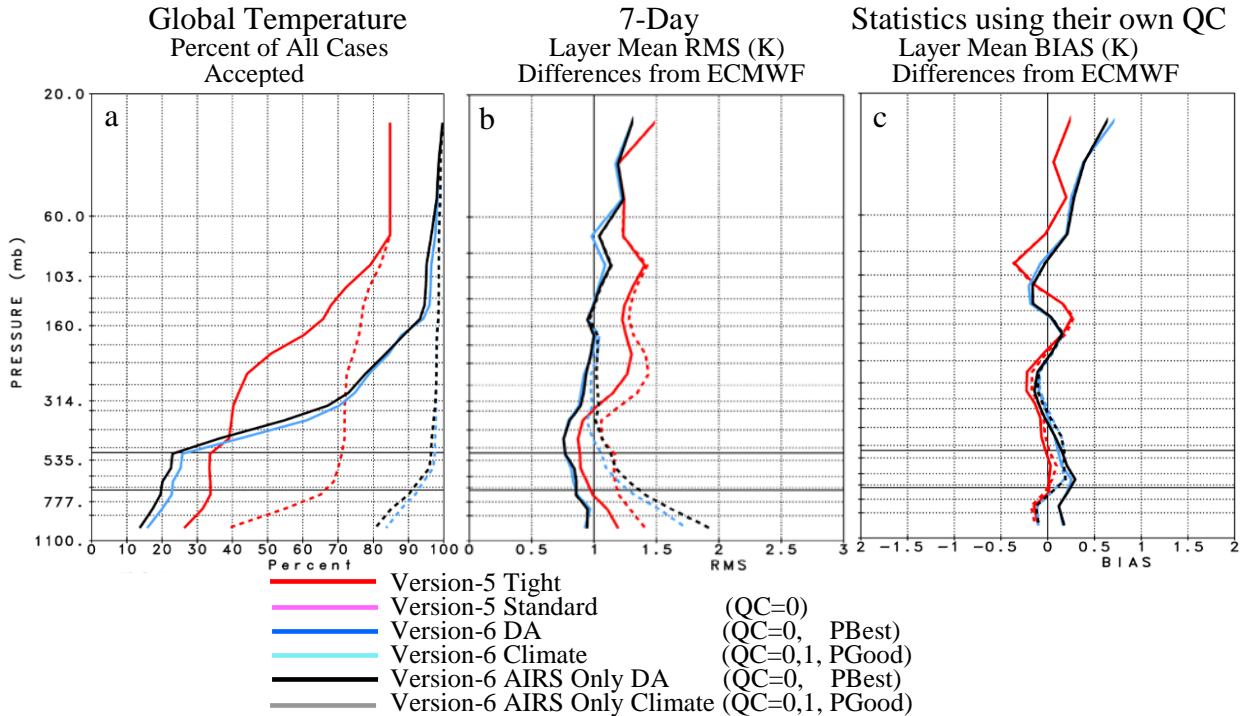 Global Temperature
Percent of All Cases
Accepted
7-Day
Layer Mean RMS (K)
Differences from ECMWF
Statistics using their own QC
Layer Mean BIAS (K)
Differences from ECMWF
a
b
c
PRESSURE (mb)
20.0
60.0
103.
160.
314.
535.
777.
1100.
0 10 20 30 40 50 60 70 80 90 100
Percent
0 0.5 1 1.5 2 2.5 3
RMS
2 -1.5 -1 -0.5 0 0.5 1 1.5 2
BIAS
Version-5 Tight
Version-5 Standard (QC=0)
Version-6 DA (QC=0, PBest)
Version-6 Climate (QC=0,1, PGood)
Version-6 AIRS Only DA (QC=0, PBest)
Version-6 AIRS Only Climate (QC=0,1, PGood)